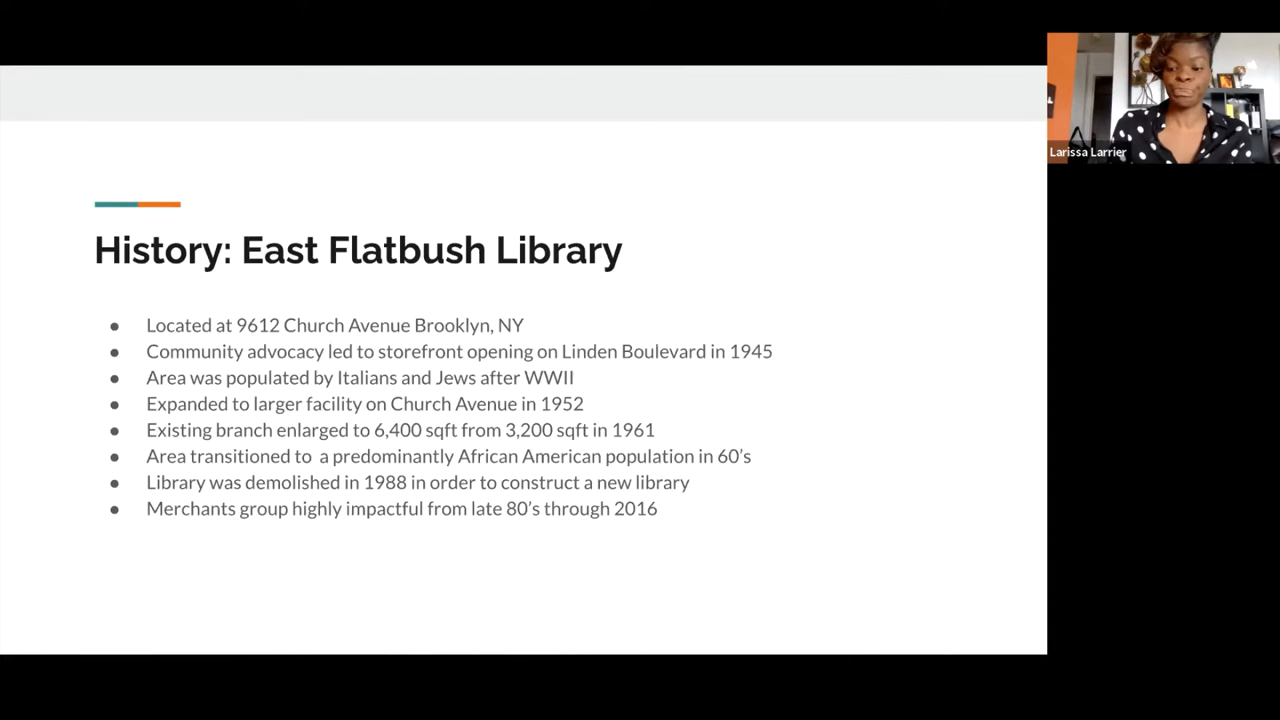 History: East Flatbush Library
● Located at 9612 Church Avenue Brooklyn, NY
● Community advocacy led to storefront opening on Linden Boulevard in 1945
● Area was populated by Italians and Jews after WWII
● Expanded to larger facility on Church Avenue in 1952
● Existing branch enlarged to 6,400 sqft from 3,200 sqft in 1961
● Area transitioned to  a predominantly African American population in 60’s
● Library was demolished in 1988 in order to construct a new library
● Merchants group highly impactful from late 80’s through 2016
Larissa Larrier